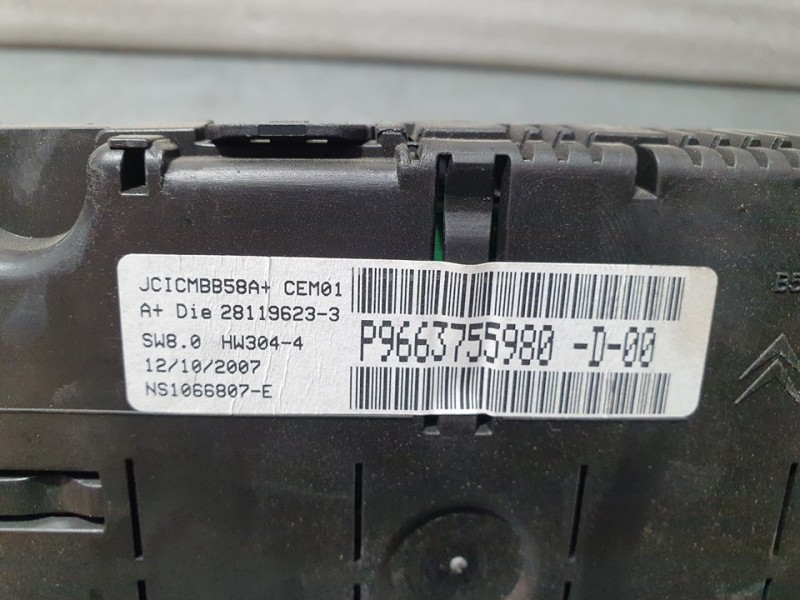 JCICMBB58A+ CEM01
A+ Die 28119623-3
SW8.0 HW304-4
12/10/2007
NS1066807-E
P9663755980 -D-00